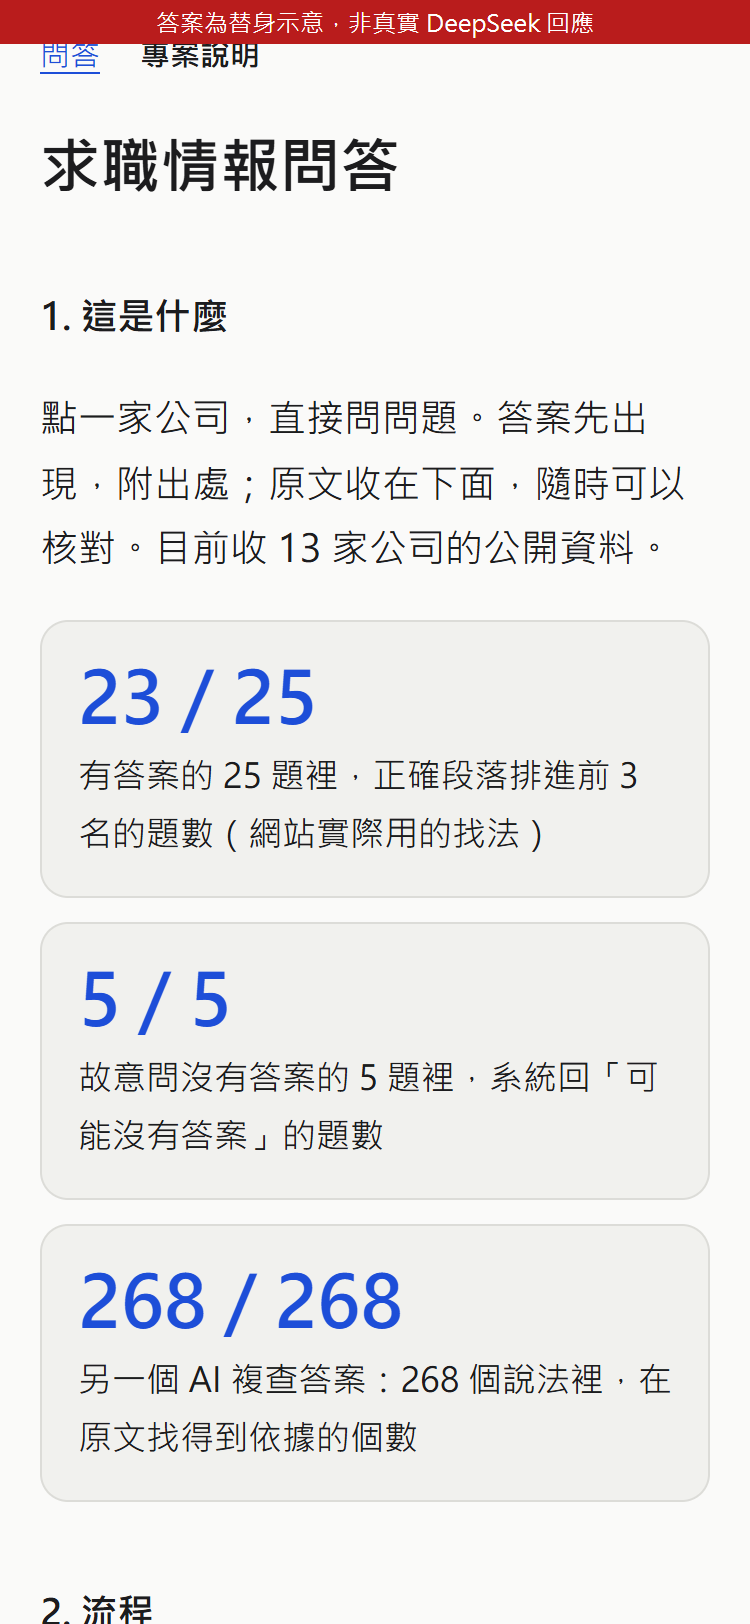 答案為替身示意，非真實 DeepSeek 回應
問答 專案說明
求職情報問答
1. 這是什麼
點一家公司，直接問問題。答案先出
現，附出處；原文收在下面，隨時可以
核對。目前收 13 家公司的公開資料。
23 / 25
有答案的 25 題裡，正確段落排進前 3
名的題數（網站實際用的找法）
5 / 5
故意問沒有答案的 5 題裡，系統回「可
能沒有答案」的題數
268 / 268
另一個 AI 複查答案：268 個說法裡，在
原文找得到依據的個數
2. 流程